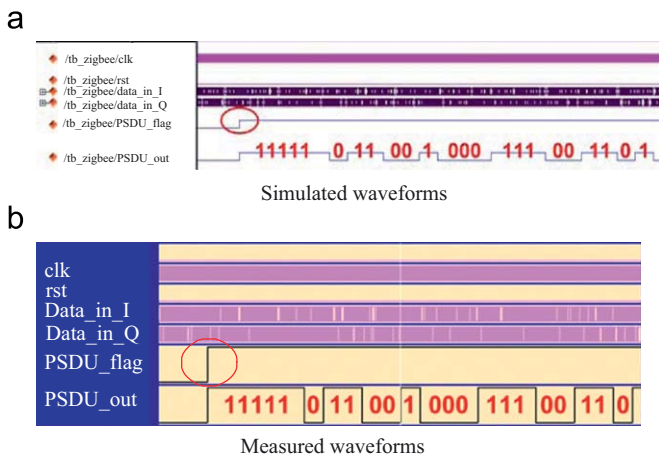 a
/tb_zigbee/clk
/tb_zigbee/rst
/tb_zigbee/data_in_I
/tb_zigbee/data_in_Q
/tb_zigbee/PSDU_flag
/tb_zigbee/PSDU_out 11111 0 11 00 1 000 111 00 11 0 1
Simulated waveforms
b
clk
rst
Data_in_I
Data_in_Q
PSDU_flag
PSDU_out 11111 0 11 00 1 000 111 00 11 0
Measured waveforms